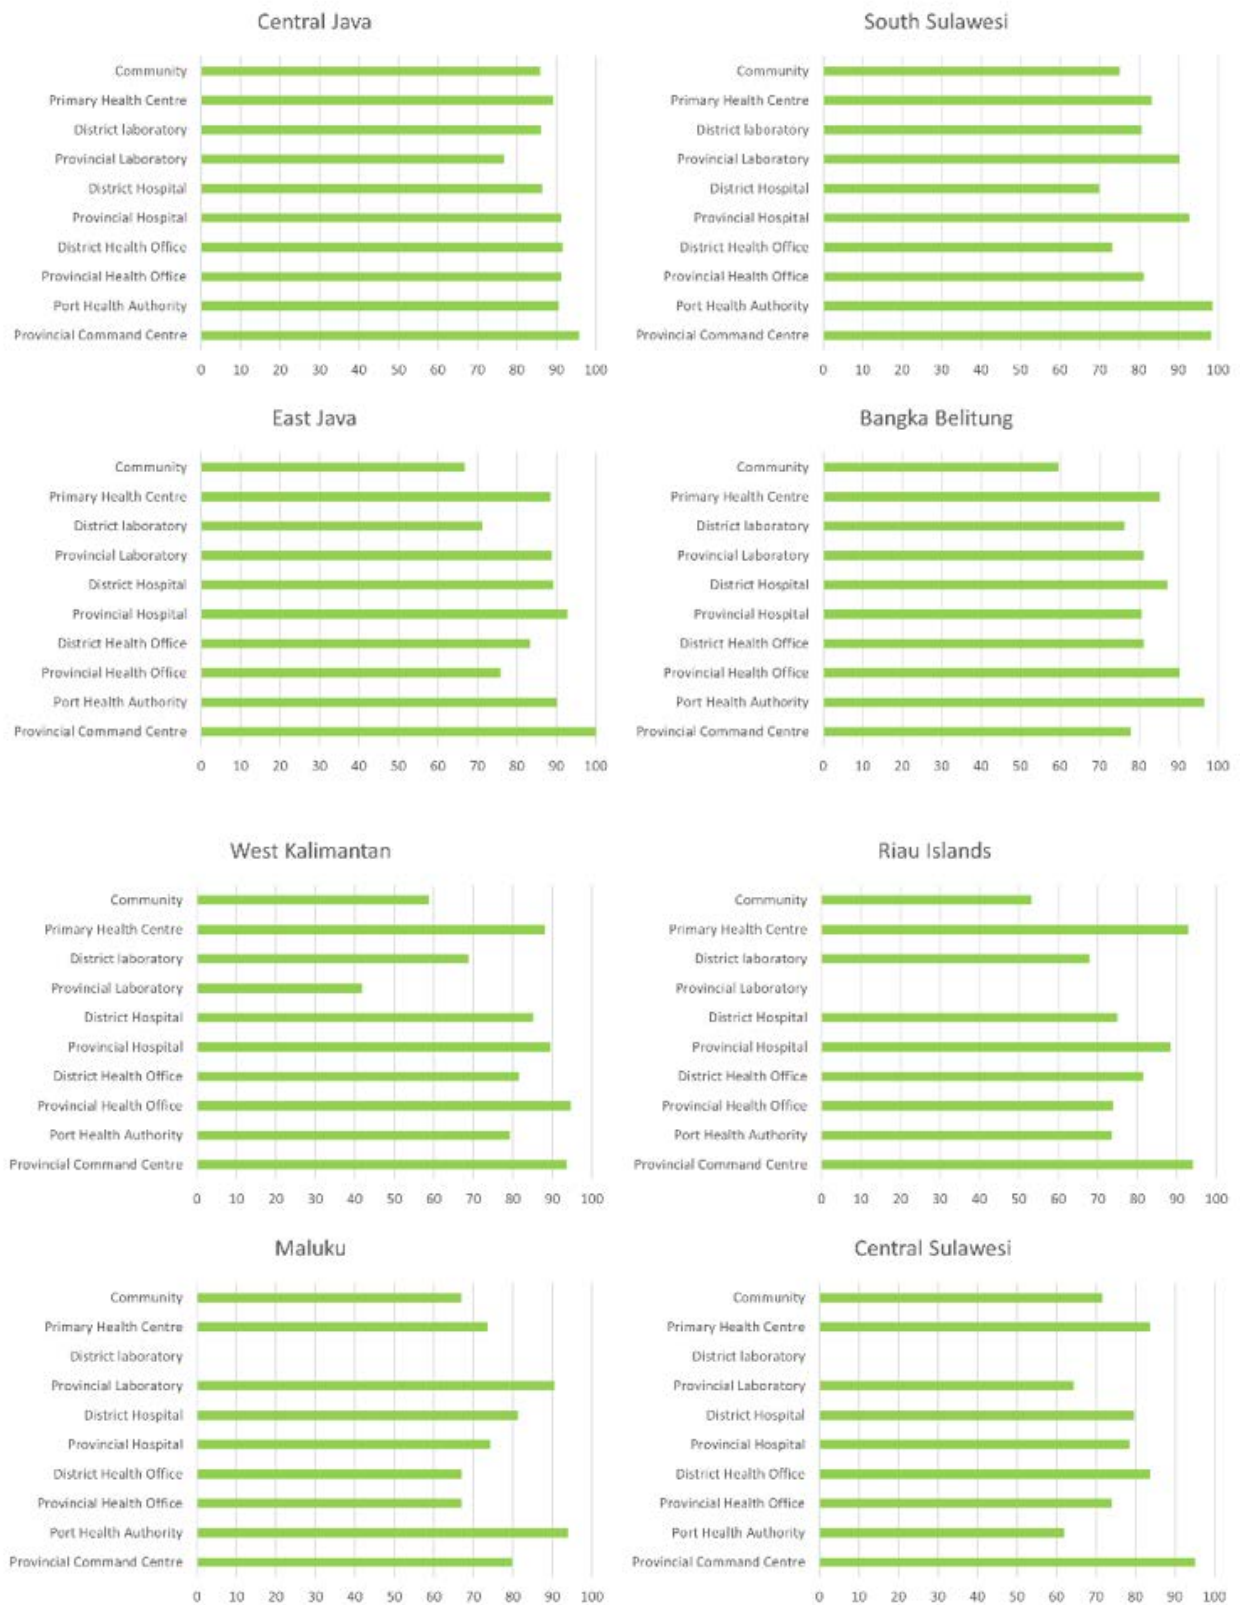 Central Java
Community
Primary Health Centre
District laboratory
Provincial Laboratory
District Hospital
Provincial Hospital
District Health Office
Provincial Health Office
Port Health Authority
Provincial Command Centre
0 10 20 30 40 50 60 70 80 90 100
South Sulawesi
Community
Primary Health Centre
District laboratory
Provincial Laboratory
District Hospital
Provincial Hospital
District Health Office
Provincial Health Office
Port Health Authority
Provincial Command Centre
0 10 20 30 40 50 60 70 80 90 100
East Java
Community
Primary Health Centre
District laboratory
Provincial Laboratory
District Hospital
Provincial Hospital
District Health Office
Provincial Health Office
Port Health Authority
Provincial Command Centre
0 10 20 30 40 50 60 70 80 90 100
Bangka Belitung
Community
Primary Health Centre
District laboratory
Provincial Laboratory
District Hospital
Provincial Hospital
District Health Office
Provincial Health Office
Port Health Authority
Provincial Command Centre
0 10 20 30 40 50 60 70 80 90 100
West Kalimantan
Community
Primary Health Centre
District laboratory
Provincial Laboratory
District Hospital
Provincial Hospital
District Health Office
Provincial Health Office
Port Health Authority
Provincial Command Centre
0 10 20 30 40 50 60 70 80 90 100
Riau Islands
Community
Primary Health Centre
District laboratory
Provincial Laboratory
District Hospital
Provincial Hospital
District Health Office
Provincial Health Office
Port Health Authority
Provincial Command Centre
0 10 20 30 40 50 60 70 80 90 100
Maluku
Community
Primary Health Centre
District laboratory
Provincial Laboratory
District Hospital
Provincial Hospital
District Health Office
Provincial Health Office
Port Health Authority
Provincial Command Centre
0 10 20 30 40 50 60 70 80 90 100
Central Sulawesi
Community
Primary Health Centre
District laboratory
Provincial Laboratory
District Hospital
Provincial Hospital
District Health Office
Provincial Health Office
Port Health Authority
Provincial Command Centre
0 10 20 30 40 50 60 70 80 90 100